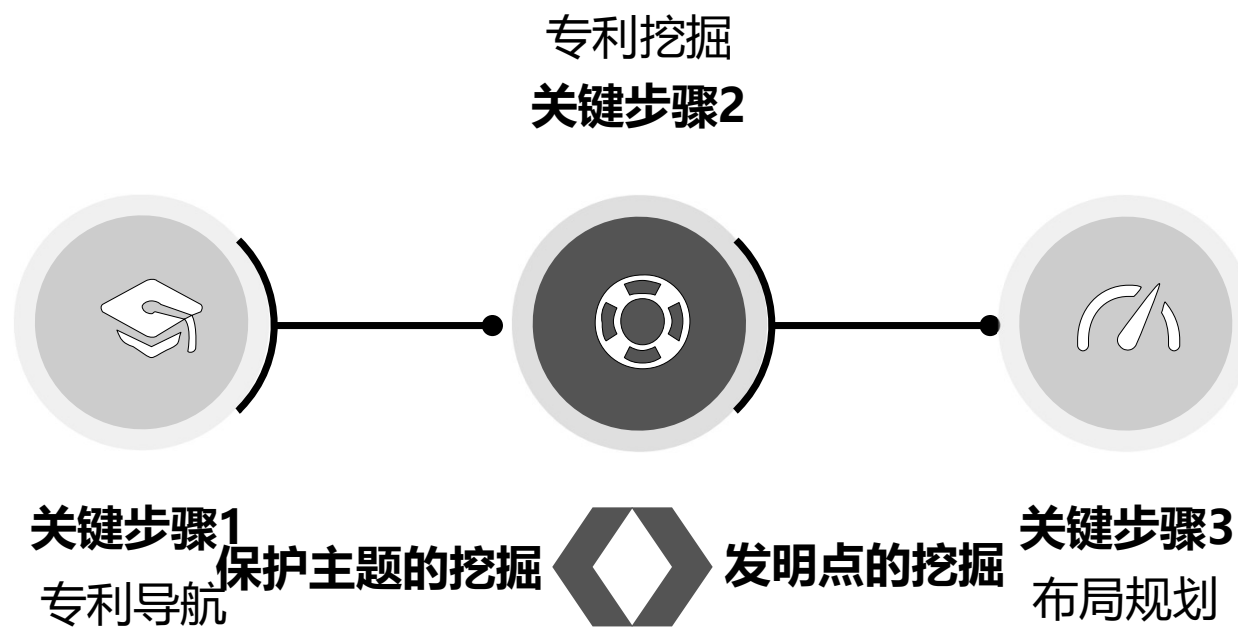 专利挖掘
关键步骤2
关键步骤1
专利导航
保护主题的挖掘
发明点的挖掘
关键步骤3
布局规划